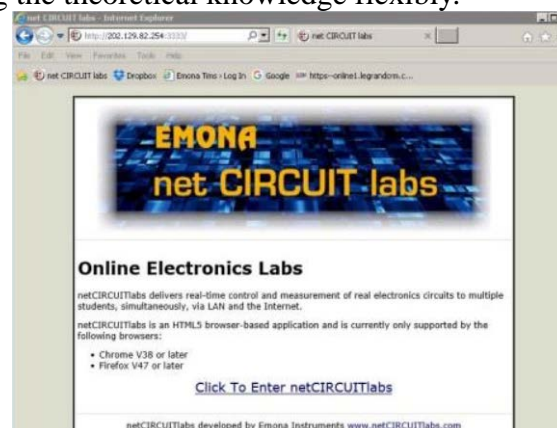 g the theoretical knowledge flexibly.
net CIRCUIT labs - Internet Explorer
http://202.129.82.254:3333/
net CIRCUIT labs
File Edit View Favorites Tools Help
net CIRCUIT labs Dropbox Emona Tims › Log In Google https--online1.legrandom.c...
EMONA
net CIRCUIT labs
Online Electronics Labs
netCIRCUITlabs delivers real-time control and measurement of real electronics circuits to multiple
students, simultaneously, via LAN and the Internet.
netCIRCUITlabs is an HTML5 browser-based application and is currently only supported by the
following browsers:
• Chrome V38 or later
• Firefox V47 or later
Click To Enter netCIRCUITlabs
netCIRCUITlabs developed by Emona Instruments www.netCIRCUITlabs.com